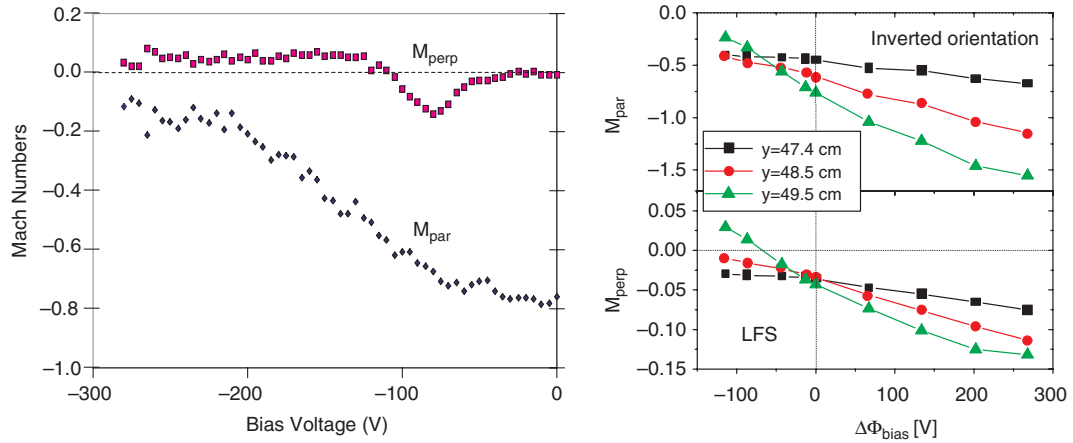 0.2
0.0
−0.2
−0.4
−0.6
−0.8
−1.0
Mach Numbers
M_perp
M_par
−300
−200
−100
0
Bias Voltage (V)
Inverted orientation
0.0
−0.5
−1.0
−1.5
M_par
y=47.4 cm
y=48.5 cm
y=49.5 cm
0.05
0.00
−0.05
−0.10
−0.15
M_perp
LFS
−100
0
100
200
300
ΔΦ_bias [V]